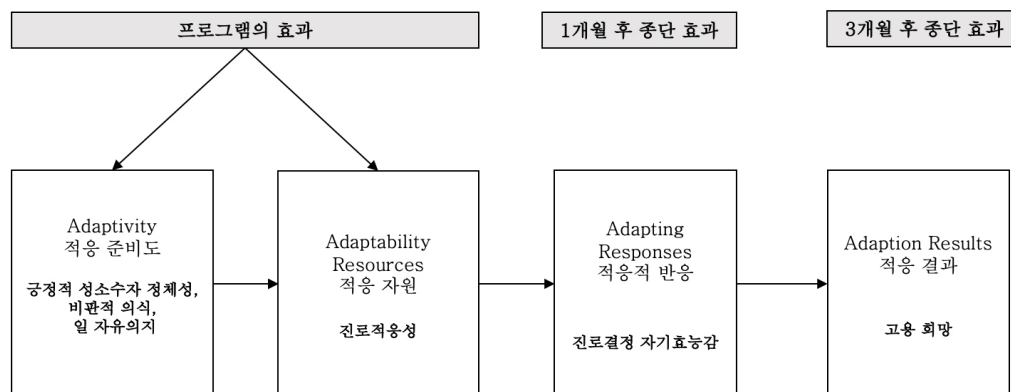 프로그램의 효과
1개월 후 종단 효과
3개월 후 종단 효과
Adaptivity
적응 준비도
긍정적 성소수자 정체성,
비판적 의식,
일 자유의지
Adaptability
Resources
적응 자원
진로적응성
Adapting
Responses
적응적 반응
진로결정 자기효능감
Adaption Results
적응 결과
고용 희망